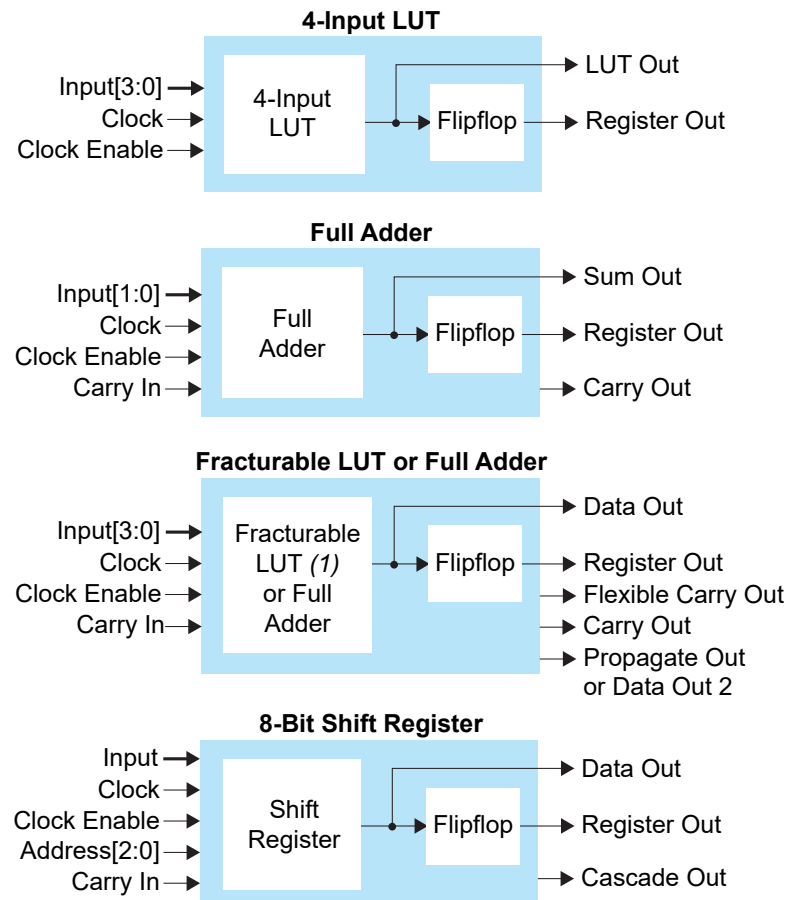 4-Input LUT
Input[3:0]
Clock
Clock Enable
4-Input
LUT
Flipflop
LUT Out
Register Out
Full Adder
Input[1:0]
Clock
Clock Enable
Carry In
Full
Adder
Flipflop
Sum Out
Register Out
Carry Out
Fracturable LUT or Full Adder
Input[3:0]
Clock
Clock Enable
Carry In
Fracturable
LUT (1)
or Full
Adder
Flipflop
Data Out
Register Out
Flexible Carry Out
Carry Out
Propagate Out
or Data Out 2
8-Bit Shift Register
Input
Clock
Clock Enable
Address[2:0]
Carry In
Shift
Register
Flipflop
Data Out
Register Out
Cascade Out